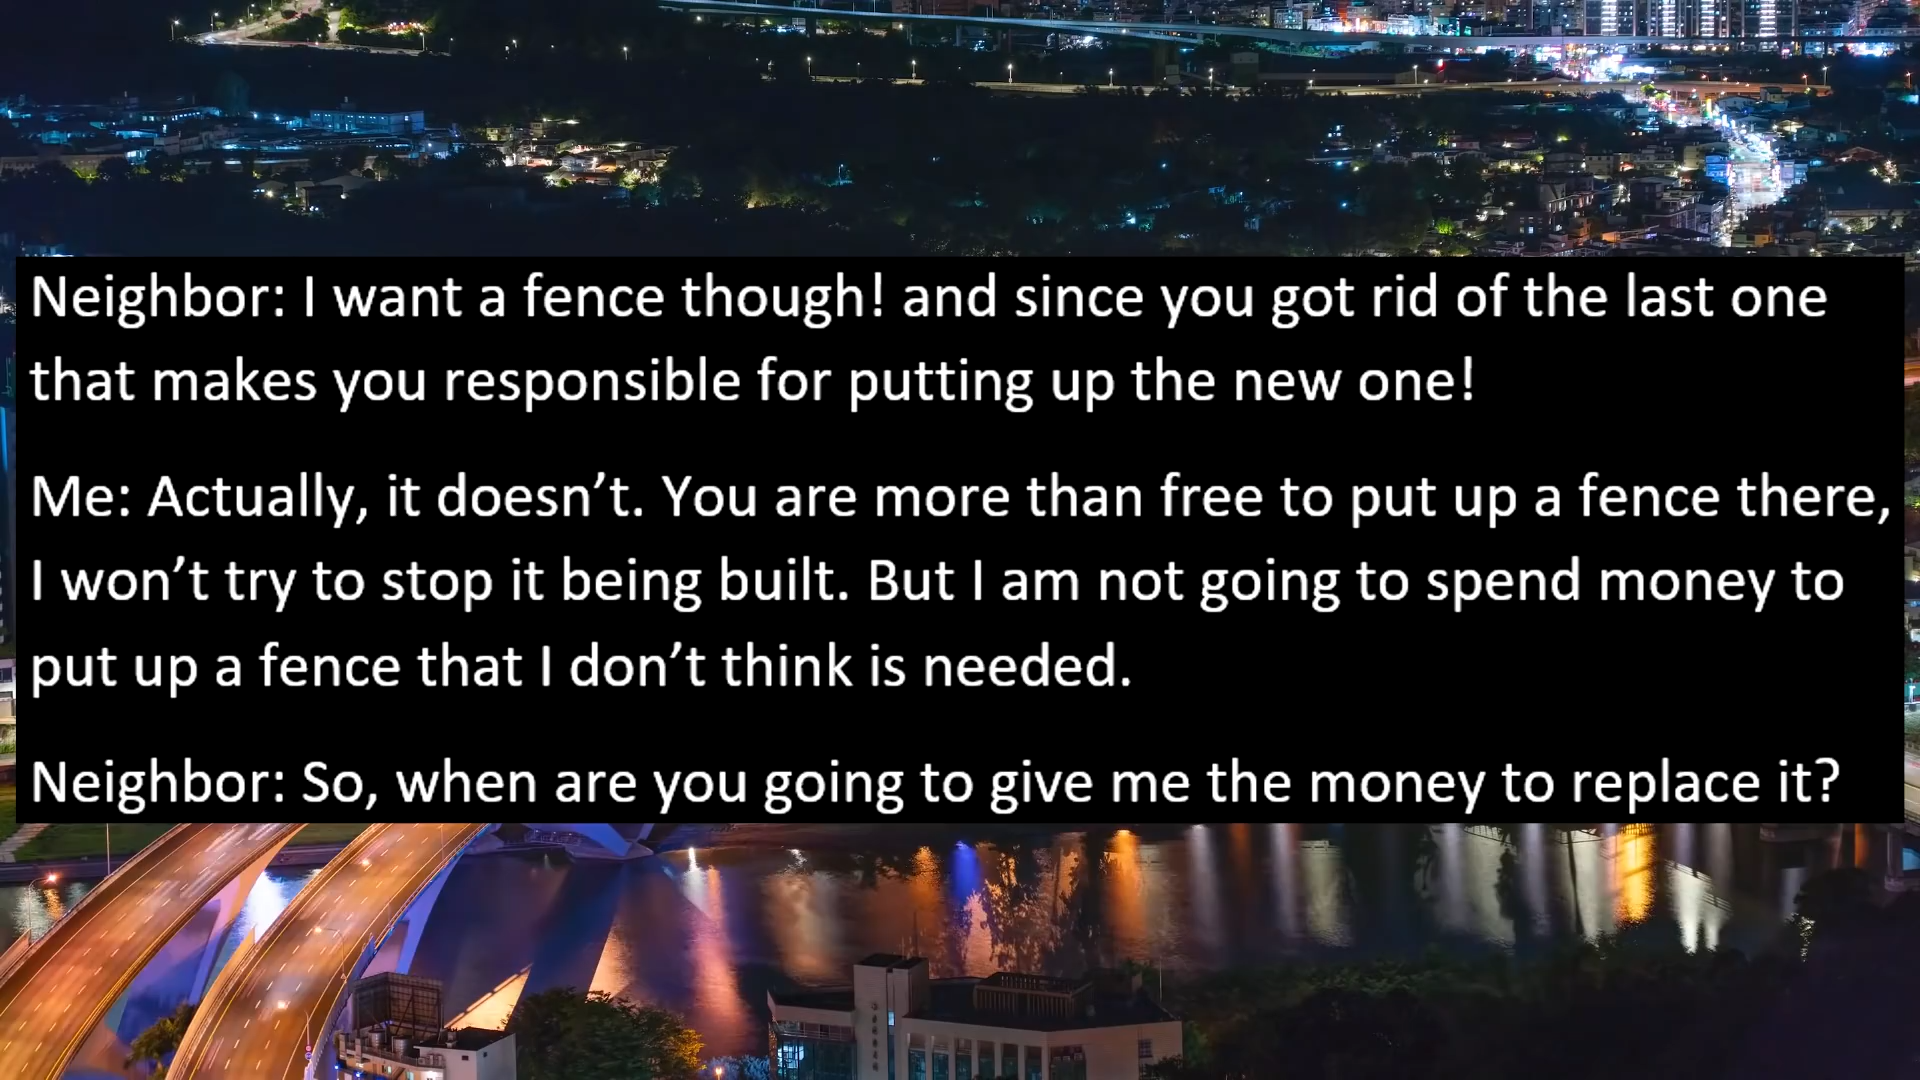 Neighbor: I want a fence though! and since you got rid of the last one
that makes you responsible for putting up the new one!
Me: Actually, it doesn’t. You are more than free to put up a fence there,
I won’t try to stop it being built. But I am not going to spend money to
put up a fence that I don’t think is needed.
Neighbor: So, when are you going to give me the money to replace it?